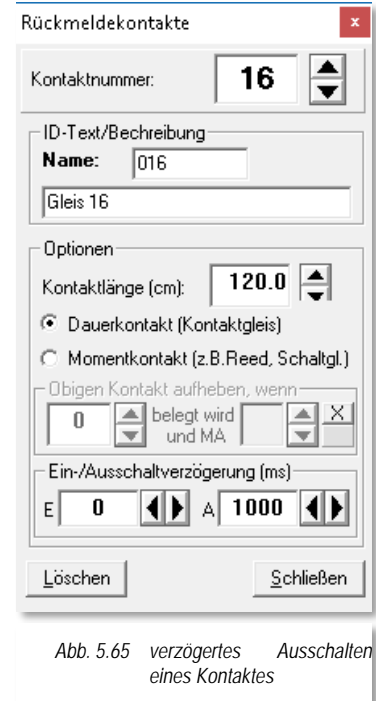 Rückmeldekontakte x
Kontaktnummer: 16
ID-Text/Bechreibung
Name: 016
Gleis 16
Optionen
Kontaktlänge (cm): 120.0
Dauerkontakt (Kontaktgleis)
Momentkontakt (z.B.Reed, Schaltgl.)
Obigen Kontakt aufheben, wenn
0 belegt wird X
und MA
Ein-/Ausschaltverzögerung (ms)
E 0 A 1000
Löschen Schließen
Abb. 5.65 verzögertes Ausschalten
eines Kontaktes